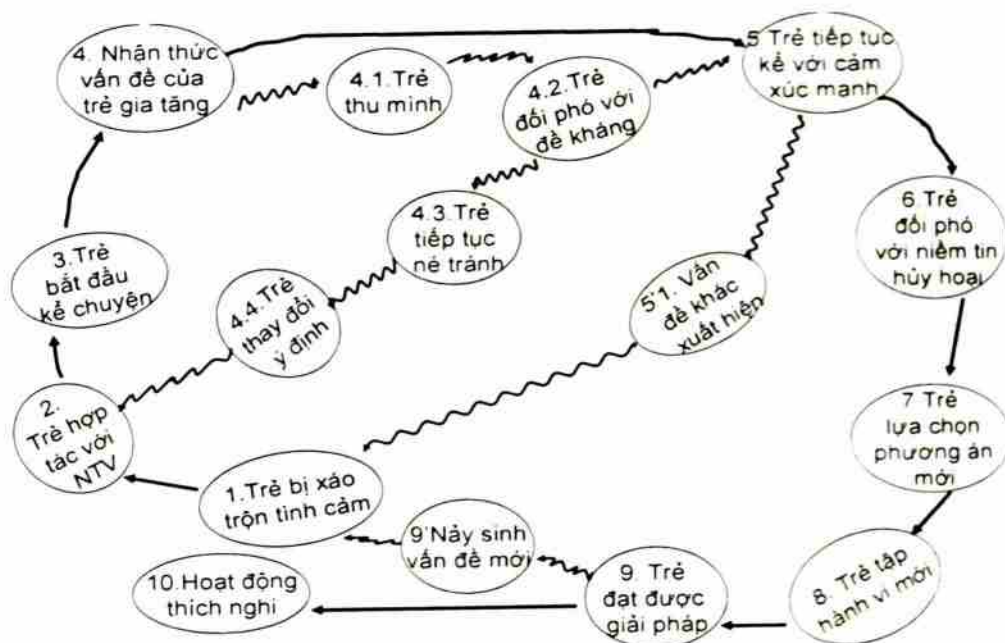 4. Nhận thức
vấn đề của
trẻ gia tăng
4.1.Trẻ
thu mình
4.2.Trẻ
đối phó với
đề kháng
5 Trẻ tiếp tục
kể với cảm
xúc mạnh
3.Trẻ
bắt đầu
kể chuyện
4.3.Trẻ
tiếp tục
né tránh
4.4.Trẻ
thay đổi
ý định
5'1. Vấn
đề khác
xuất hiện
6.Trẻ
đối phó
với niềm tin
hủy hoại
2.
Trẻ hợp
tác với
NTV
1.Trẻ bị xáo
trộn tình cảm
7 Trẻ
lựa chọn
phương án
mới
9'Nảy sinh
vấn đề mới
10.Hoạt động
thích nghi
9. Trẻ
đạt được
giải pháp
8. Trẻ tập
hành vi mới